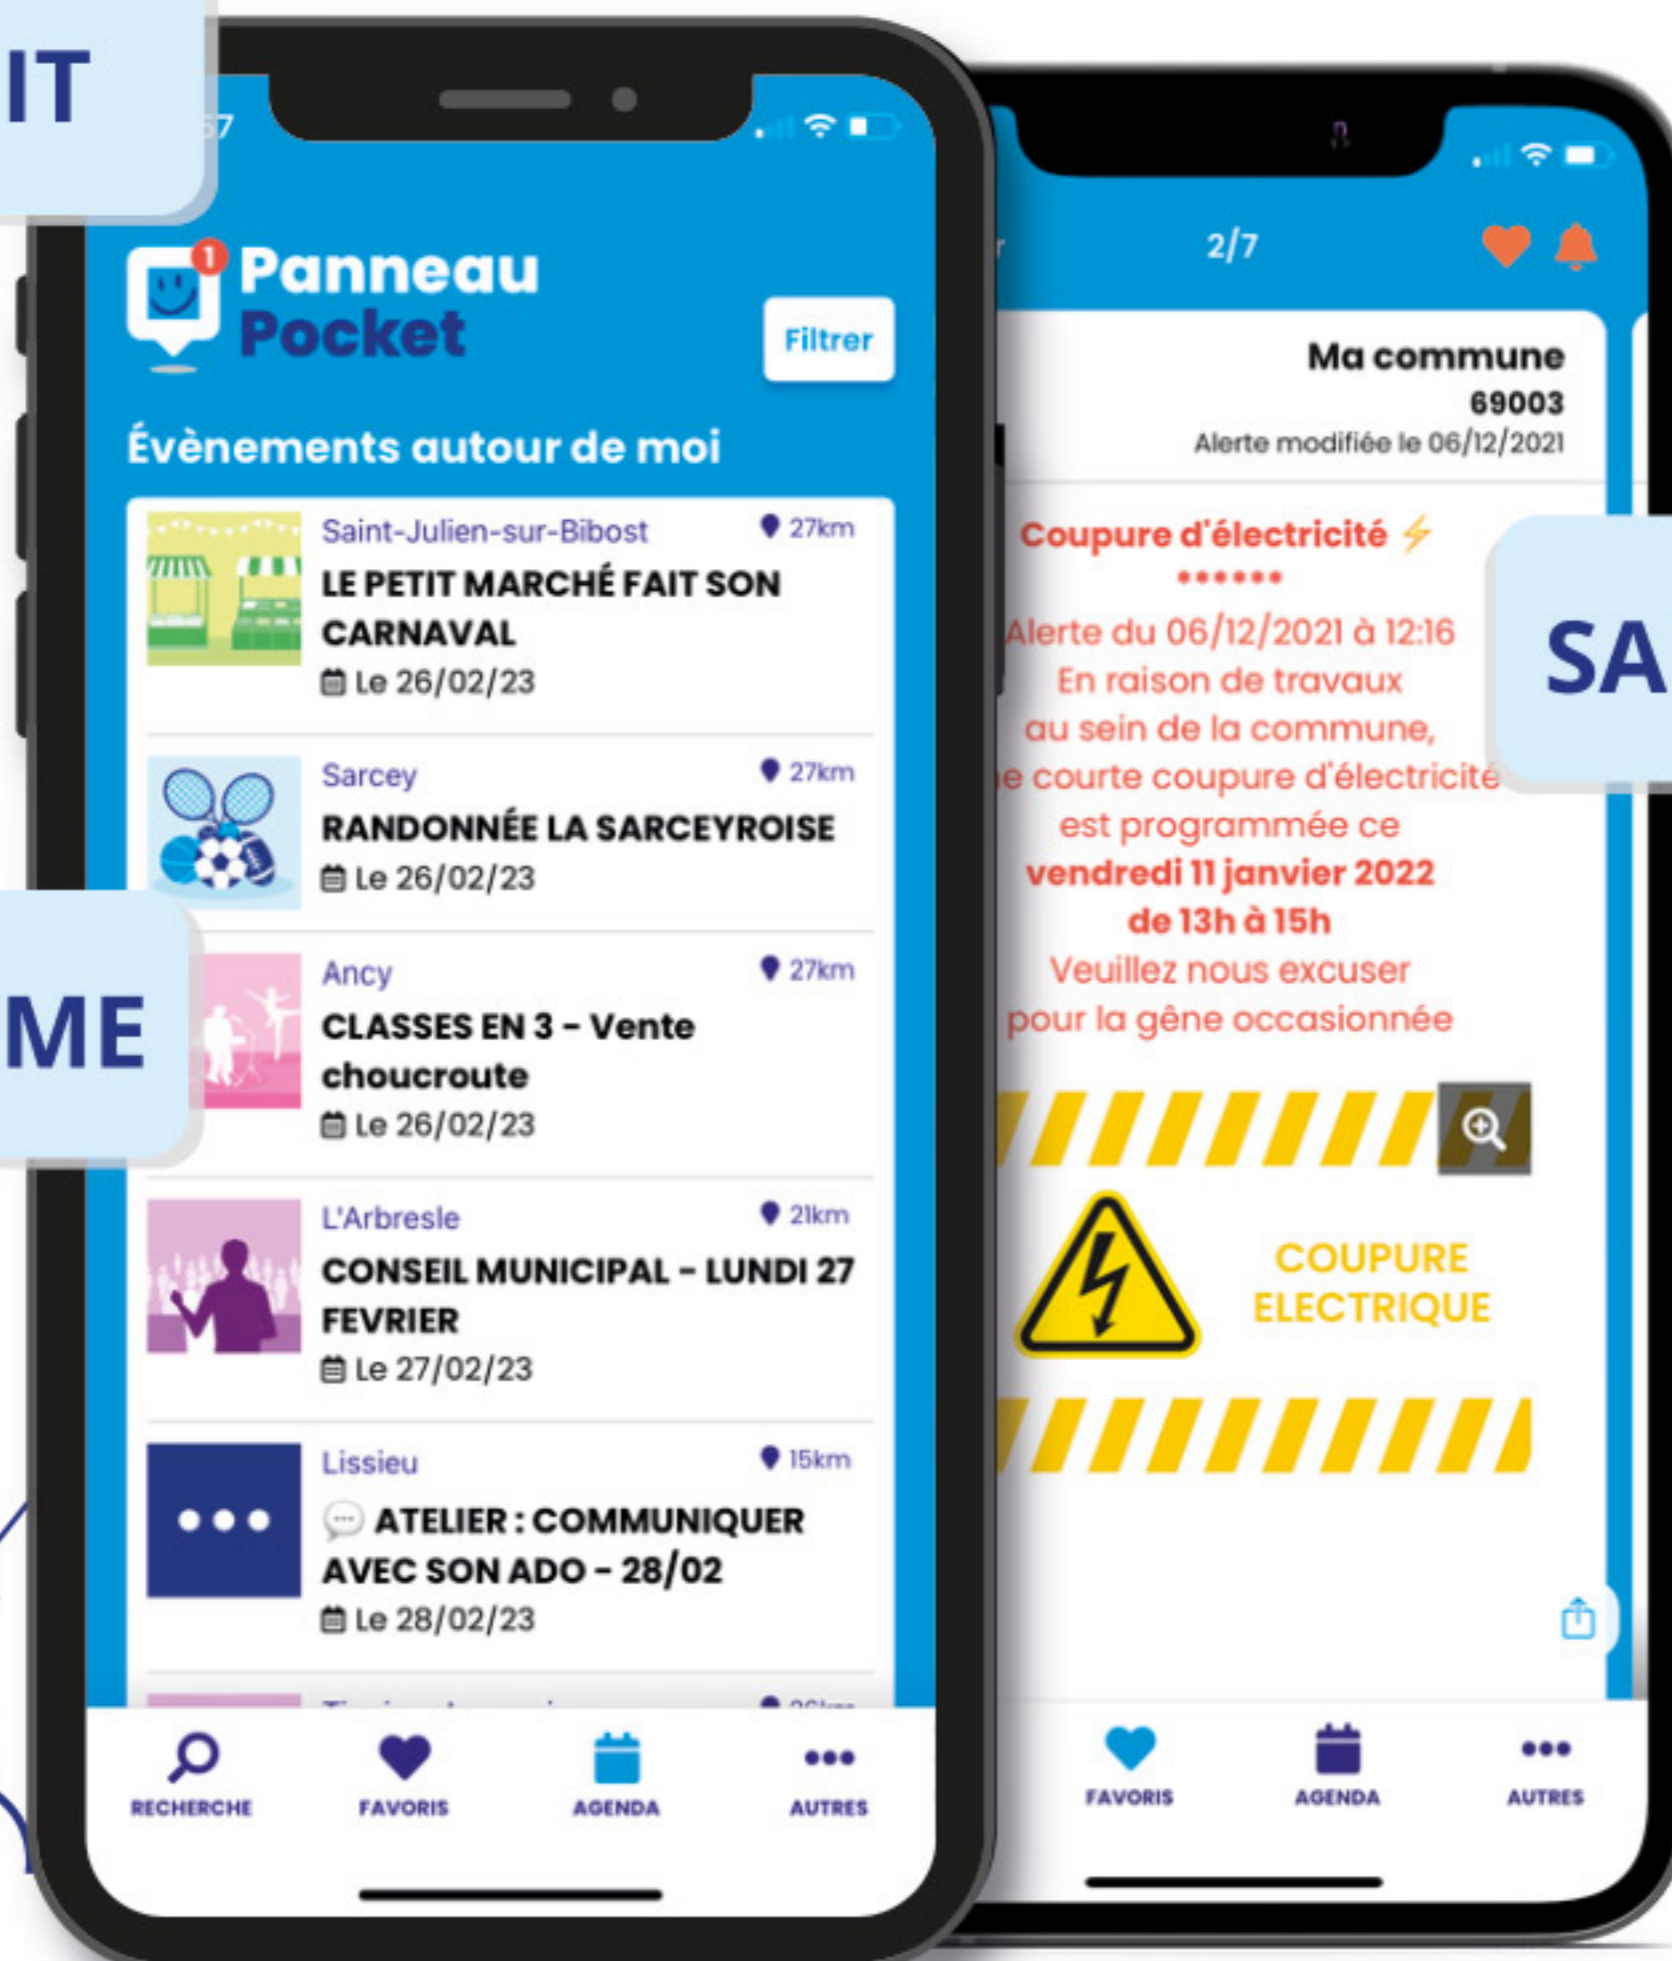 IT
57
1
Panneau
Pocket
Filtrer
Évènements autour de moi
Saint-Julien-sur-Bibost
27km
LE PETIT MARCHÉ FAIT SON
CARNAVAL
Le 26/02/23
Sarcey
27km
RANDONNÉE LA SARCEYROISE
Le 26/02/23
ME
Ancy
27km
CLASSES EN 3 - Vente
choucroute
Le 26/02/23
L'Arbresle
21km
CONSEIL MUNICIPAL - LUNDI 27
FEVRIER
Le 27/02/23
Lissieu
15km
ATELIER : COMMUNIQUER
AVEC SON ADO - 28/02
Le 28/02/23
RECHERCHE
FAVORIS
AGENDA
AUTRES
2/7
Ma commune
69003
Alerte modifiée le 06/12/2021
Coupure d'électricité
******
Alerte du 06/12/2021 à 12:16
En raison de travaux
au sein de la commune,
courte coupure d'électricité
est programmée ce
vendredi 11 janvier 2022
de 13h à 15h
Veuillez nous excuser
pour la gêne occasionnée
SA
COUPURE
ELECTRIQUE
FAVORIS
AGENDA
AUTRES